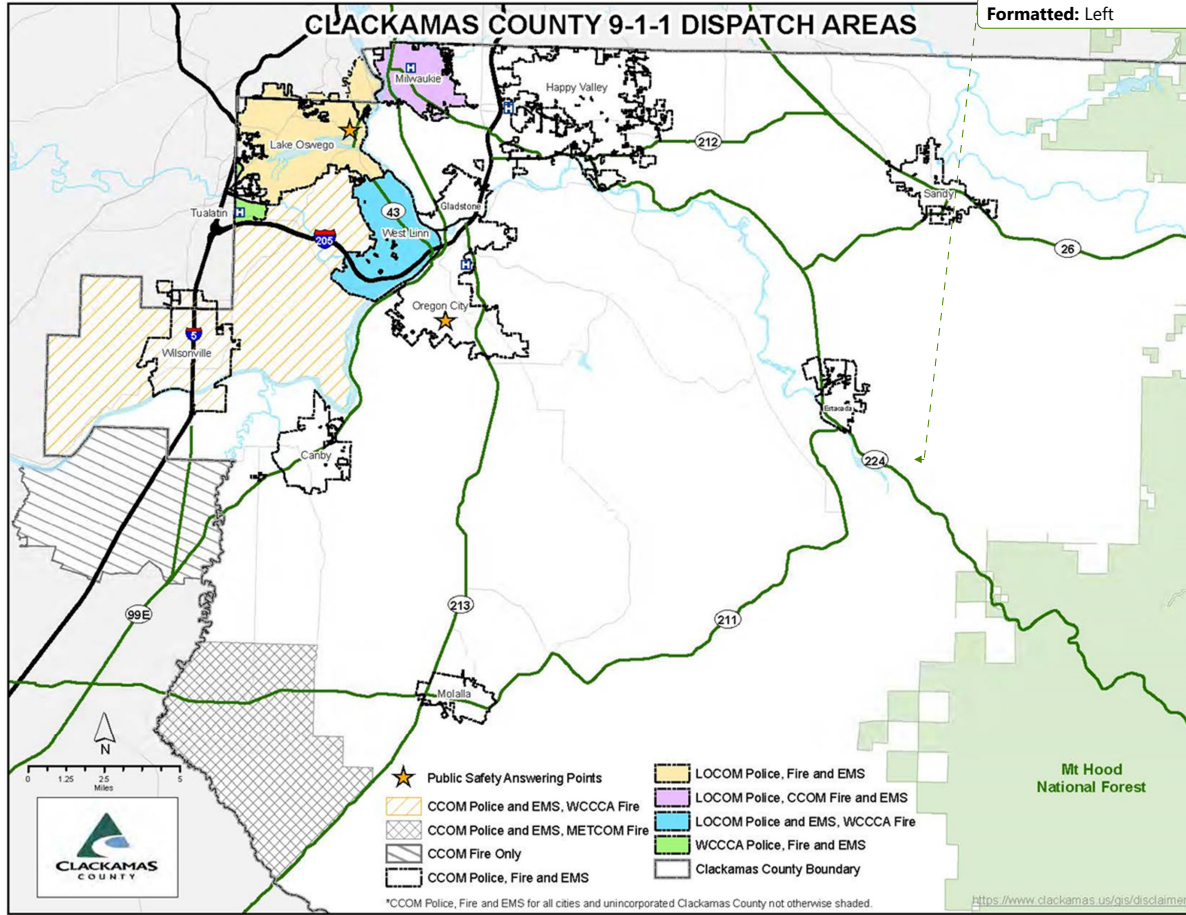 Formatted: Left
CLACKAMAS COUNTY 9-1-1 DISPATCH AREAS
Milwaukie
H
Happy Valley
H
Lake Oswego
212
Sandy
Tualatin
H
43
Gladstone
West Linn
205
26
H
Oregon City
5
Wilsonville
Estacada
Canby
224
99E
213
211
Molalla
N
0 1.25 2.5 5
Miles
CLACKAMAS
COUNTY
Mt Hood
National Forest
Public Safety Answering Points
CCOM Police and EMS, WCCCA Fire
CCOM Police and EMS, METCOM Fire
CCOM Fire Only
CCOM Police, Fire and EMS
LOCOM Police, Fire and EMS
LOCOM Police, CCOM Fire and EMS
LOCOM Police and EMS, WCCCA Fire
WCCCA Police, Fire and EMS
Clackamas County Boundary
*CCOM Police, Fire and EMS for all cities and unincorporated Clackamas County not otherwise shaded.
https://www.clackamas.us/gis/disclaimer